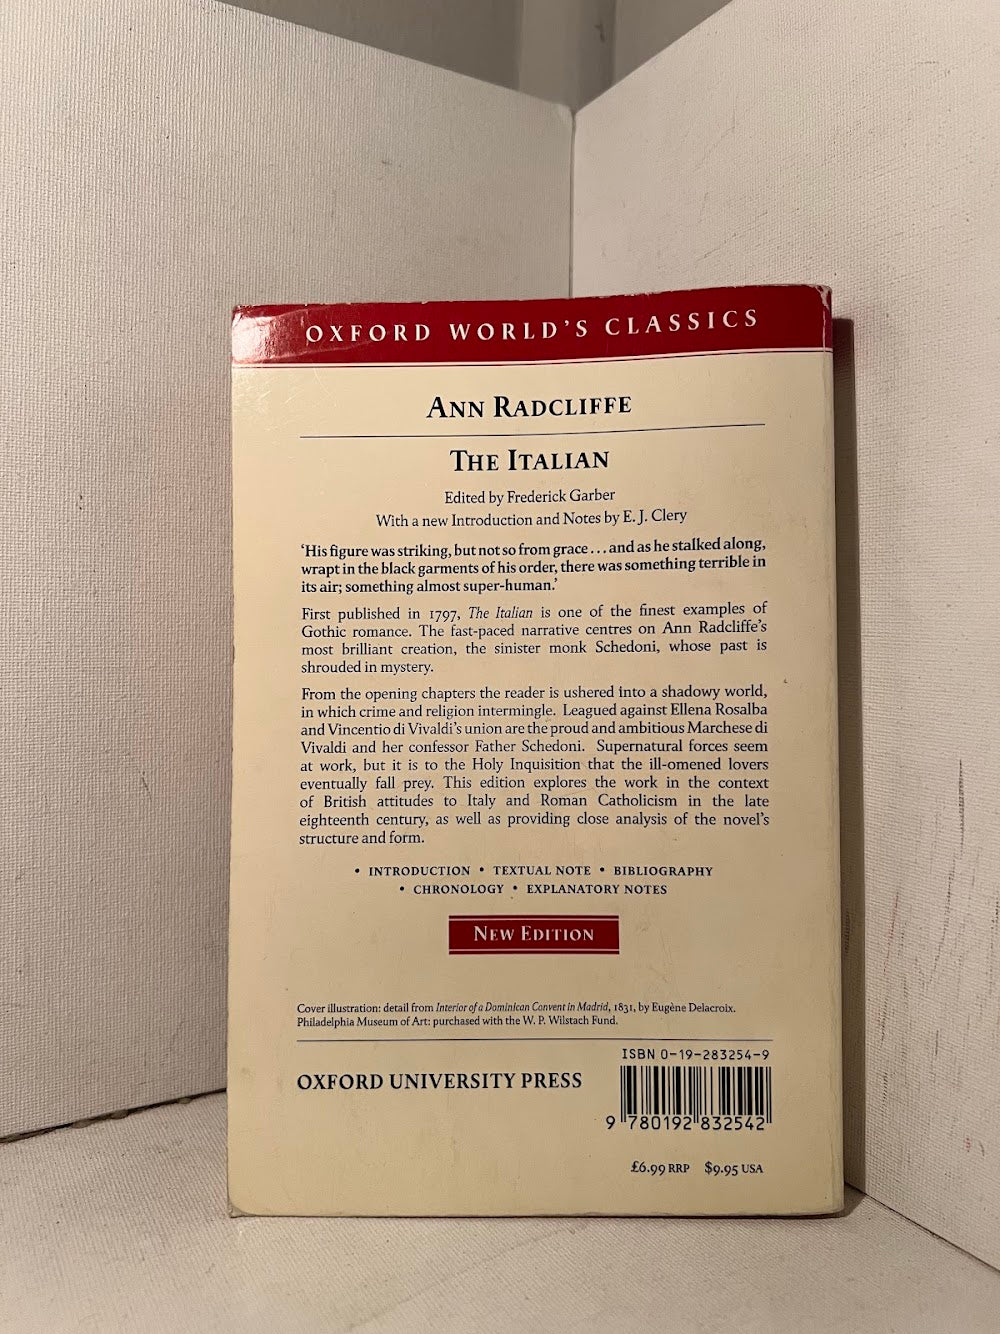 OXFORD WORLD'S CLASSICS
ANN RADCLIFFE
THE ITALIAN
Edited by Frederick Garber
With a new Introduction and Notes by E. J. Clery
'His figure was striking, but not so from grace . . . and as he stalked along,
wrapt in the black garments of his order, there was something terrible in
its air; something almost super-human.'
First published in 1797, The Italian is one of the finest examples of
Gothic romance. The fast-paced narrative centres on Ann Radcliffe's
most brilliant creation, the sinister monk Schedoni, whose past is
shrouded in mystery.
From the opening chapters the reader is ushered into a shadowy world,
in which crime and religion intermingle. Leagued against Ellena Rosalba
and Vincentio di Vivaldi's union are the proud and ambitious Marchese di
Vivaldi and her confessor Father Schedoni. Supernatural forces seem
at work, but it is to the Holy Inquisition that the ill-omened lovers
eventually fall prey. This edition explores the work in the context
of British attitudes to Italy and Roman Catholicism in the late
eighteenth century, as well as providing close analysis of the novel's
structure and form.
• INTRODUCTION • TEXTUAL NOTE • BIBLIOGRAPHY
• CHRONOLOGY • EXPLANATORY NOTES
NEW EDITION
Cover illustration: detail from Interior of a Dominican Convent in Madrid, 1831, by Eugène Delacroix.
Philadelphia Museum of Art: purchased with the W. P. Wilstach Fund.
ISBN 0-19-283254-9
OXFORD UNIVERSITY PRESS
9 780192 832542
£6.99 RRP $9.95 USA